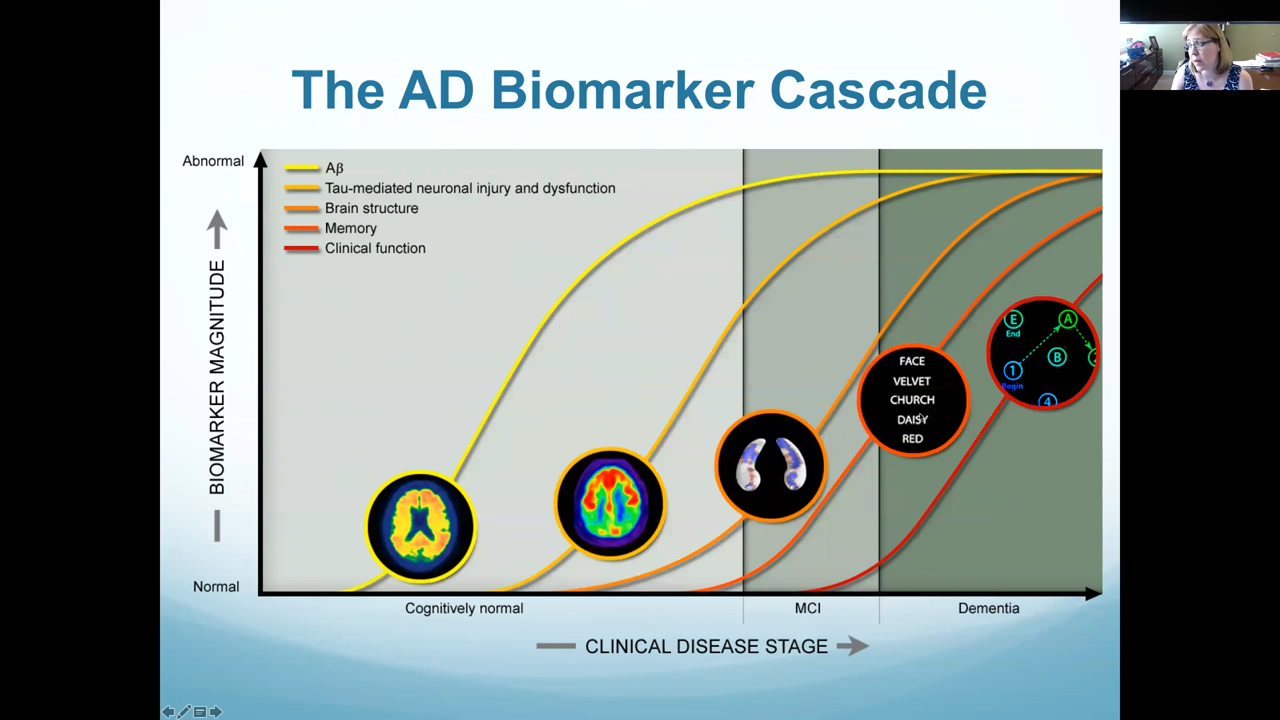 The AD Biomarker Cascade
Abnormal
Aβ
Tau-mediated neuronal injury and dysfunction
Brain structure
Memory
Clinical function
BIOMARKER MAGNITUDE
E
End
A
B
1
Begin
4
FACE
VELVET
CHURCH
DAISY
RED
Normal
Cognitively normal
MCI
Dementia
CLINICAL DISEASE STAGE